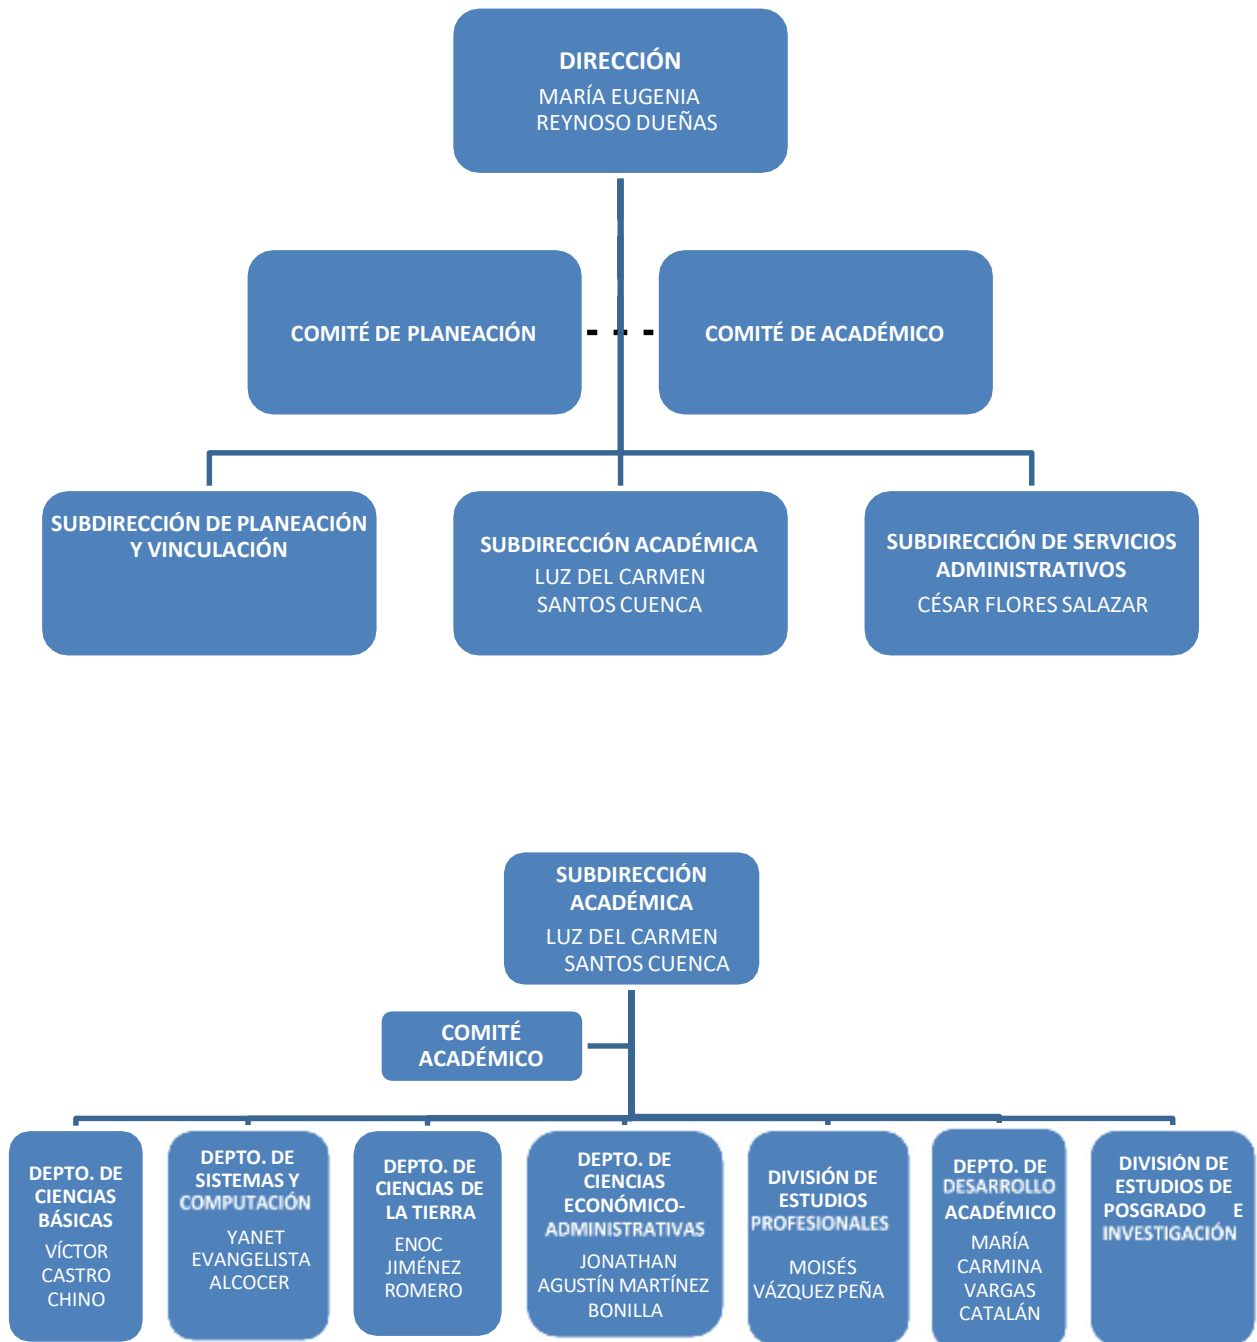 DIRECCIÓN
MARÍA EUGENIA
REYNOSO DUEÑAS
COMITÉ DE PLANEACIÓN
COMITÉ DE ACADÉMICO
SUBDIRECCIÓN DE PLANEACIÓN
Y VINCULACIÓN
SUBDIRECCIÓN ACADÉMICA
LUZ DEL CARMEN
SANTOS CUENCA
SUBDIRECCIÓN DE SERVICIOS
ADMINISTRATIVOS
CÉSAR FLORES SALAZAR
SUBDIRECCIÓN
ACADÉMICA
LUZ DEL CARMEN
SANTOS CUENCA
COMITÉ
ACADÉMICO
DEPTO. DE
CIENCIAS
BÁSICAS
VÍCTOR
CASTRO
CHINO
DEPTO. DE
SISTEMAS Y
COMPUTACIÓN
YANET
EVANGELISTA
ALCOCER
DEPTO. DE
CIENCIAS DE
LA TIERRA
ENOC
JIMÉNEZ
ROMERO
DEPTO. DE
CIENCIAS
ECONÓMICO-
ADMINISTRATIVAS
JONATHAN
AGUSTÍN MARTÍNEZ
BONILLA
DIVISIÓN DE
ESTUDIOS
PROFESIONALES
MOISÉS
VÁZQUEZ PEÑA
DEPTO. DE
DESARROLLO
ACADÉMICO
MARÍA
CARMINA
VARGAS
CATALÁN
DIVISIÓN DE
ESTUDIOS DE
POSGRADO E
INVESTIGACIÓN